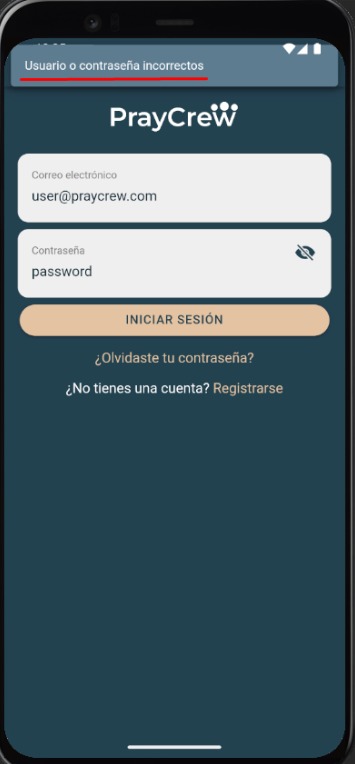 Usuario o contraseña incorrectos
PrayCrew
Correo electrónico
user@praycrew.com
Contraseña
password
INICIAR SESIÓN
¿Olvidaste tu contraseña?
¿No tienes una cuenta? Registrarse